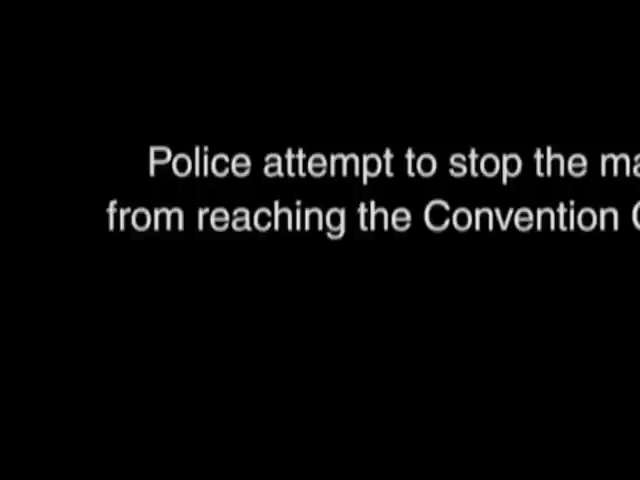 Police attempt to stop the ma
from reaching the Convention C